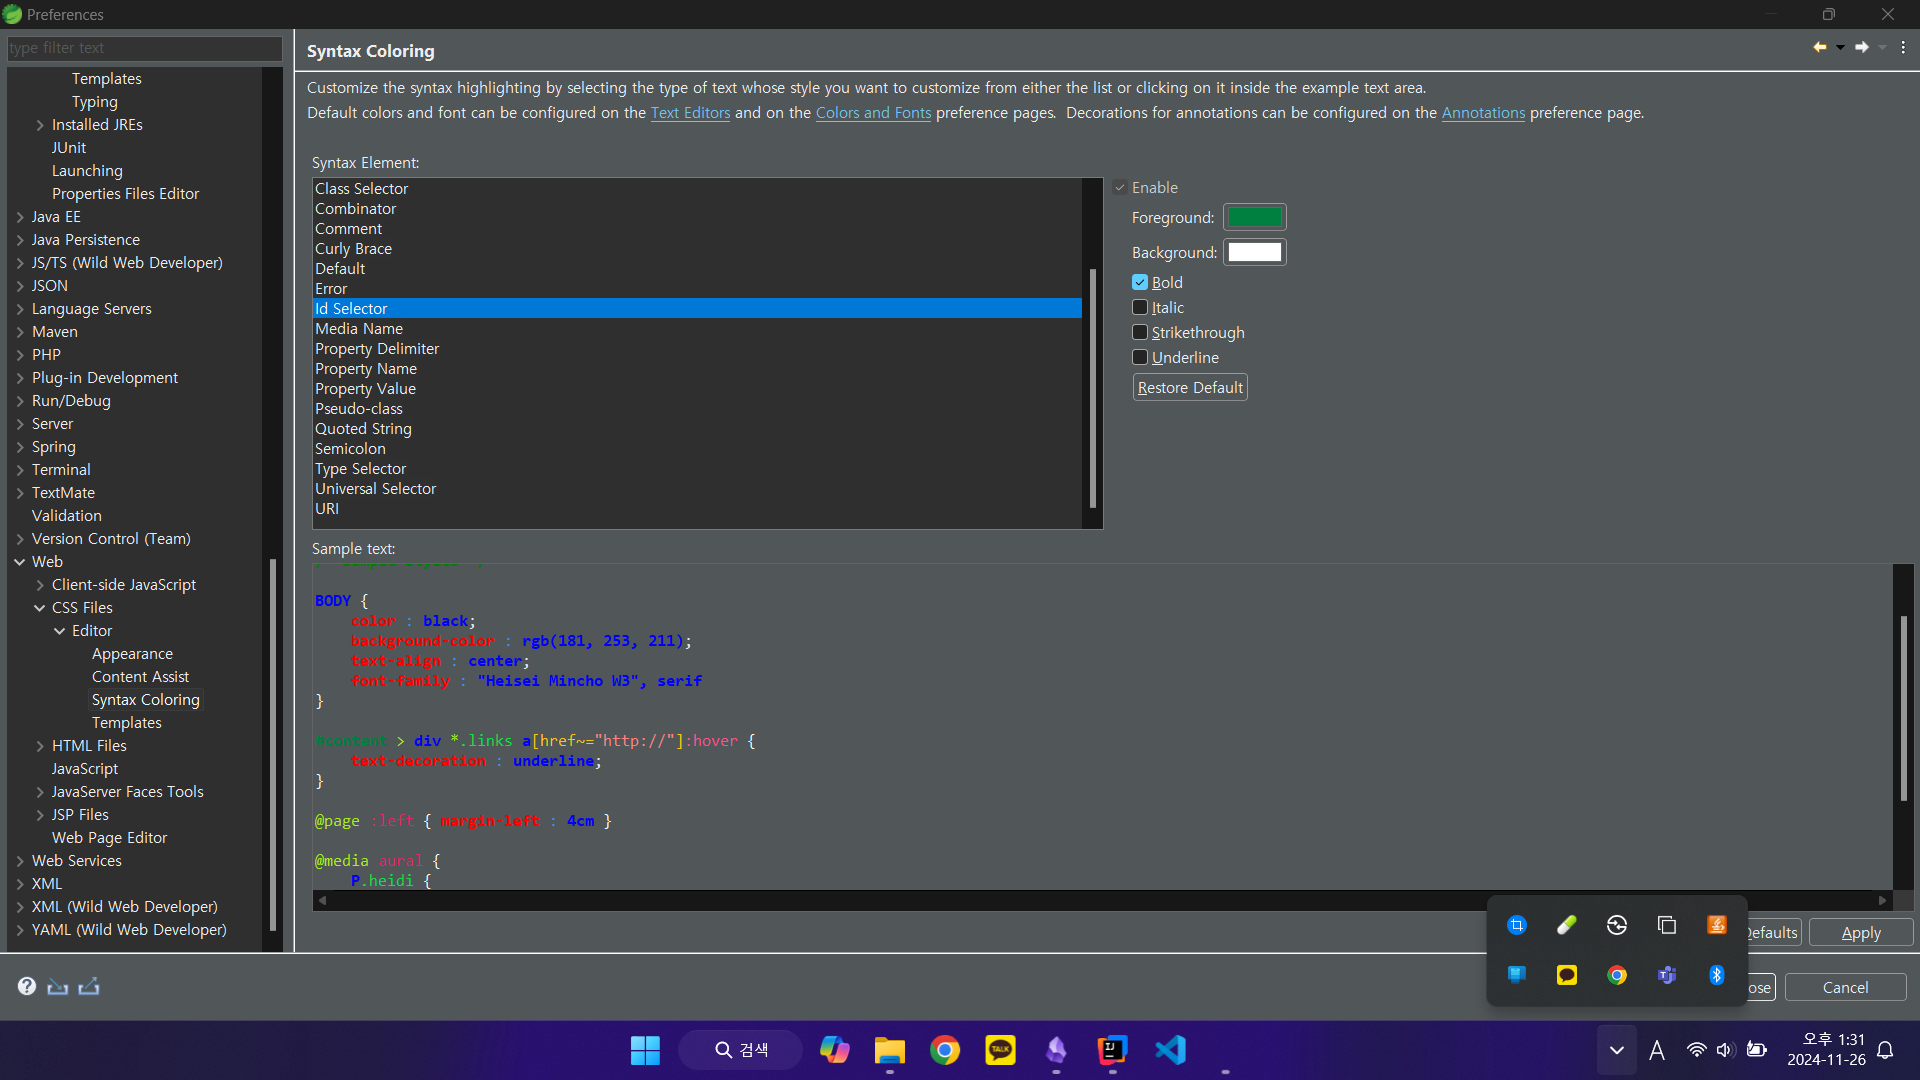 Preferences
type filter text
Templates
Typing
Installed JREs
JUnit
Launching
Properties Files Editor
Java EE
Java Persistence
JS/TS (Wild Web Developer)
JSON
Language Servers
Maven
PHP
Plug-in Development
Run/Debug
Server
Spring
Terminal
TextMate
Validation
Version Control (Team)
Web
Client-side JavaScript
CSS Files
Editor
Appearance
Content Assist
Syntax Coloring
Templates
HTML Files
JavaScript
JavaServer Faces Tools
JSP Files
Web Page Editor
Web Services
XML
XML (Wild Web Developer)
YAML (Wild Web Developer)
Syntax Coloring
Customize the syntax highlighting by selecting the type of text whose style you want to customize from either the list or clicking on it inside the example text area.
Default colors and font can be configured on the Text Editors and on the Colors and Fonts preference pages.  Decorations for annotations can be configured on the Annotations preference page.
Syntax Element:
Class Selector
Combinator
Comment
Curly Brace
Default
Error
Id Selector
Media Name
Property Delimiter
Property Name
Property Value
Pseudo-class
Quoted String
Semicolon
Type Selector
Universal Selector
URI
Enable
Foreground:
Background:
Bold
Italic
Strikethrough
Underline
Restore Default
Sample text:
BODY {
color : black;
background-color : rgb(181, 253, 211);
text-align : center;
font-family : "Heisei Mincho W3", serif
}
#content > div *.links a[href~="http://"]:hover {
text-decoration : underline;
}
@page :left { margin-left : 4cm }
@media aural {
P.heidi {
Defaults
Apply
ose
Cancel
검색
TALK
IJ
A
오후 1:31
2024-11-26